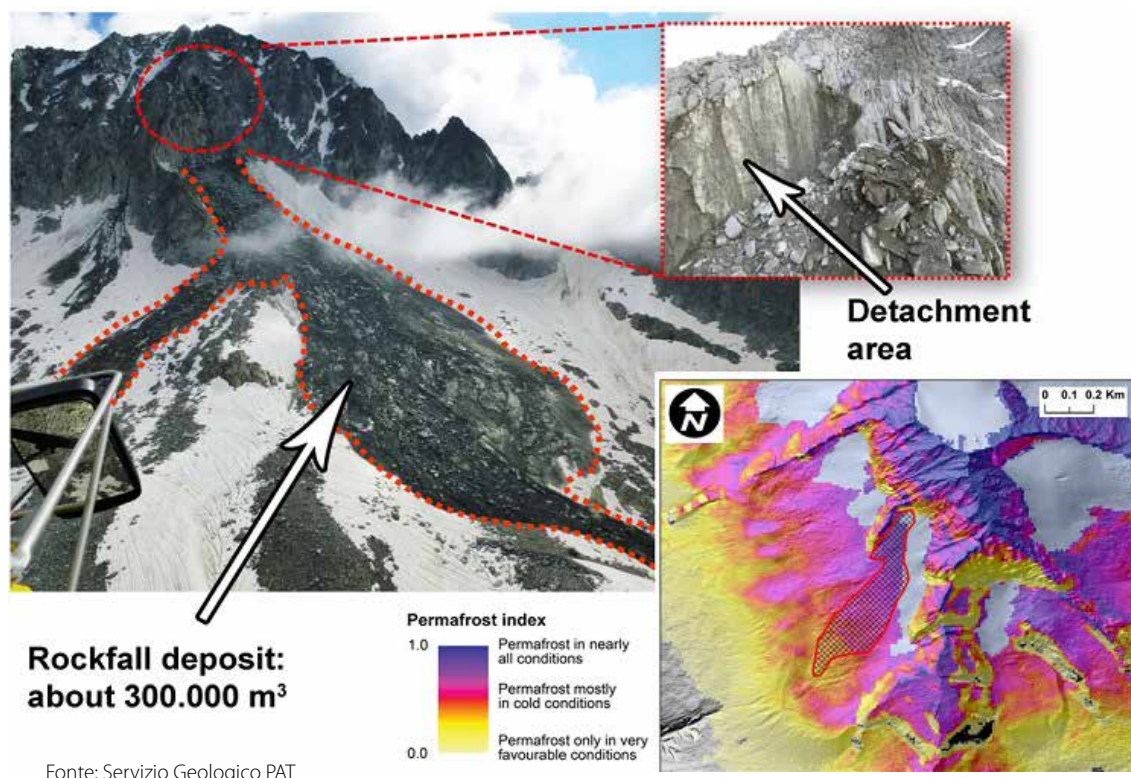 Detachment
area
N
0 0.1 0.2 Km
Rockfall deposit:
about 300.000 m³
Permafrost index
1.0
Permafrost in nearly
all conditions
Permafrost mostly
in cold conditions
0.0
Permafrost only in very
favourable conditions
Fonte: Servizio Geologico PAT